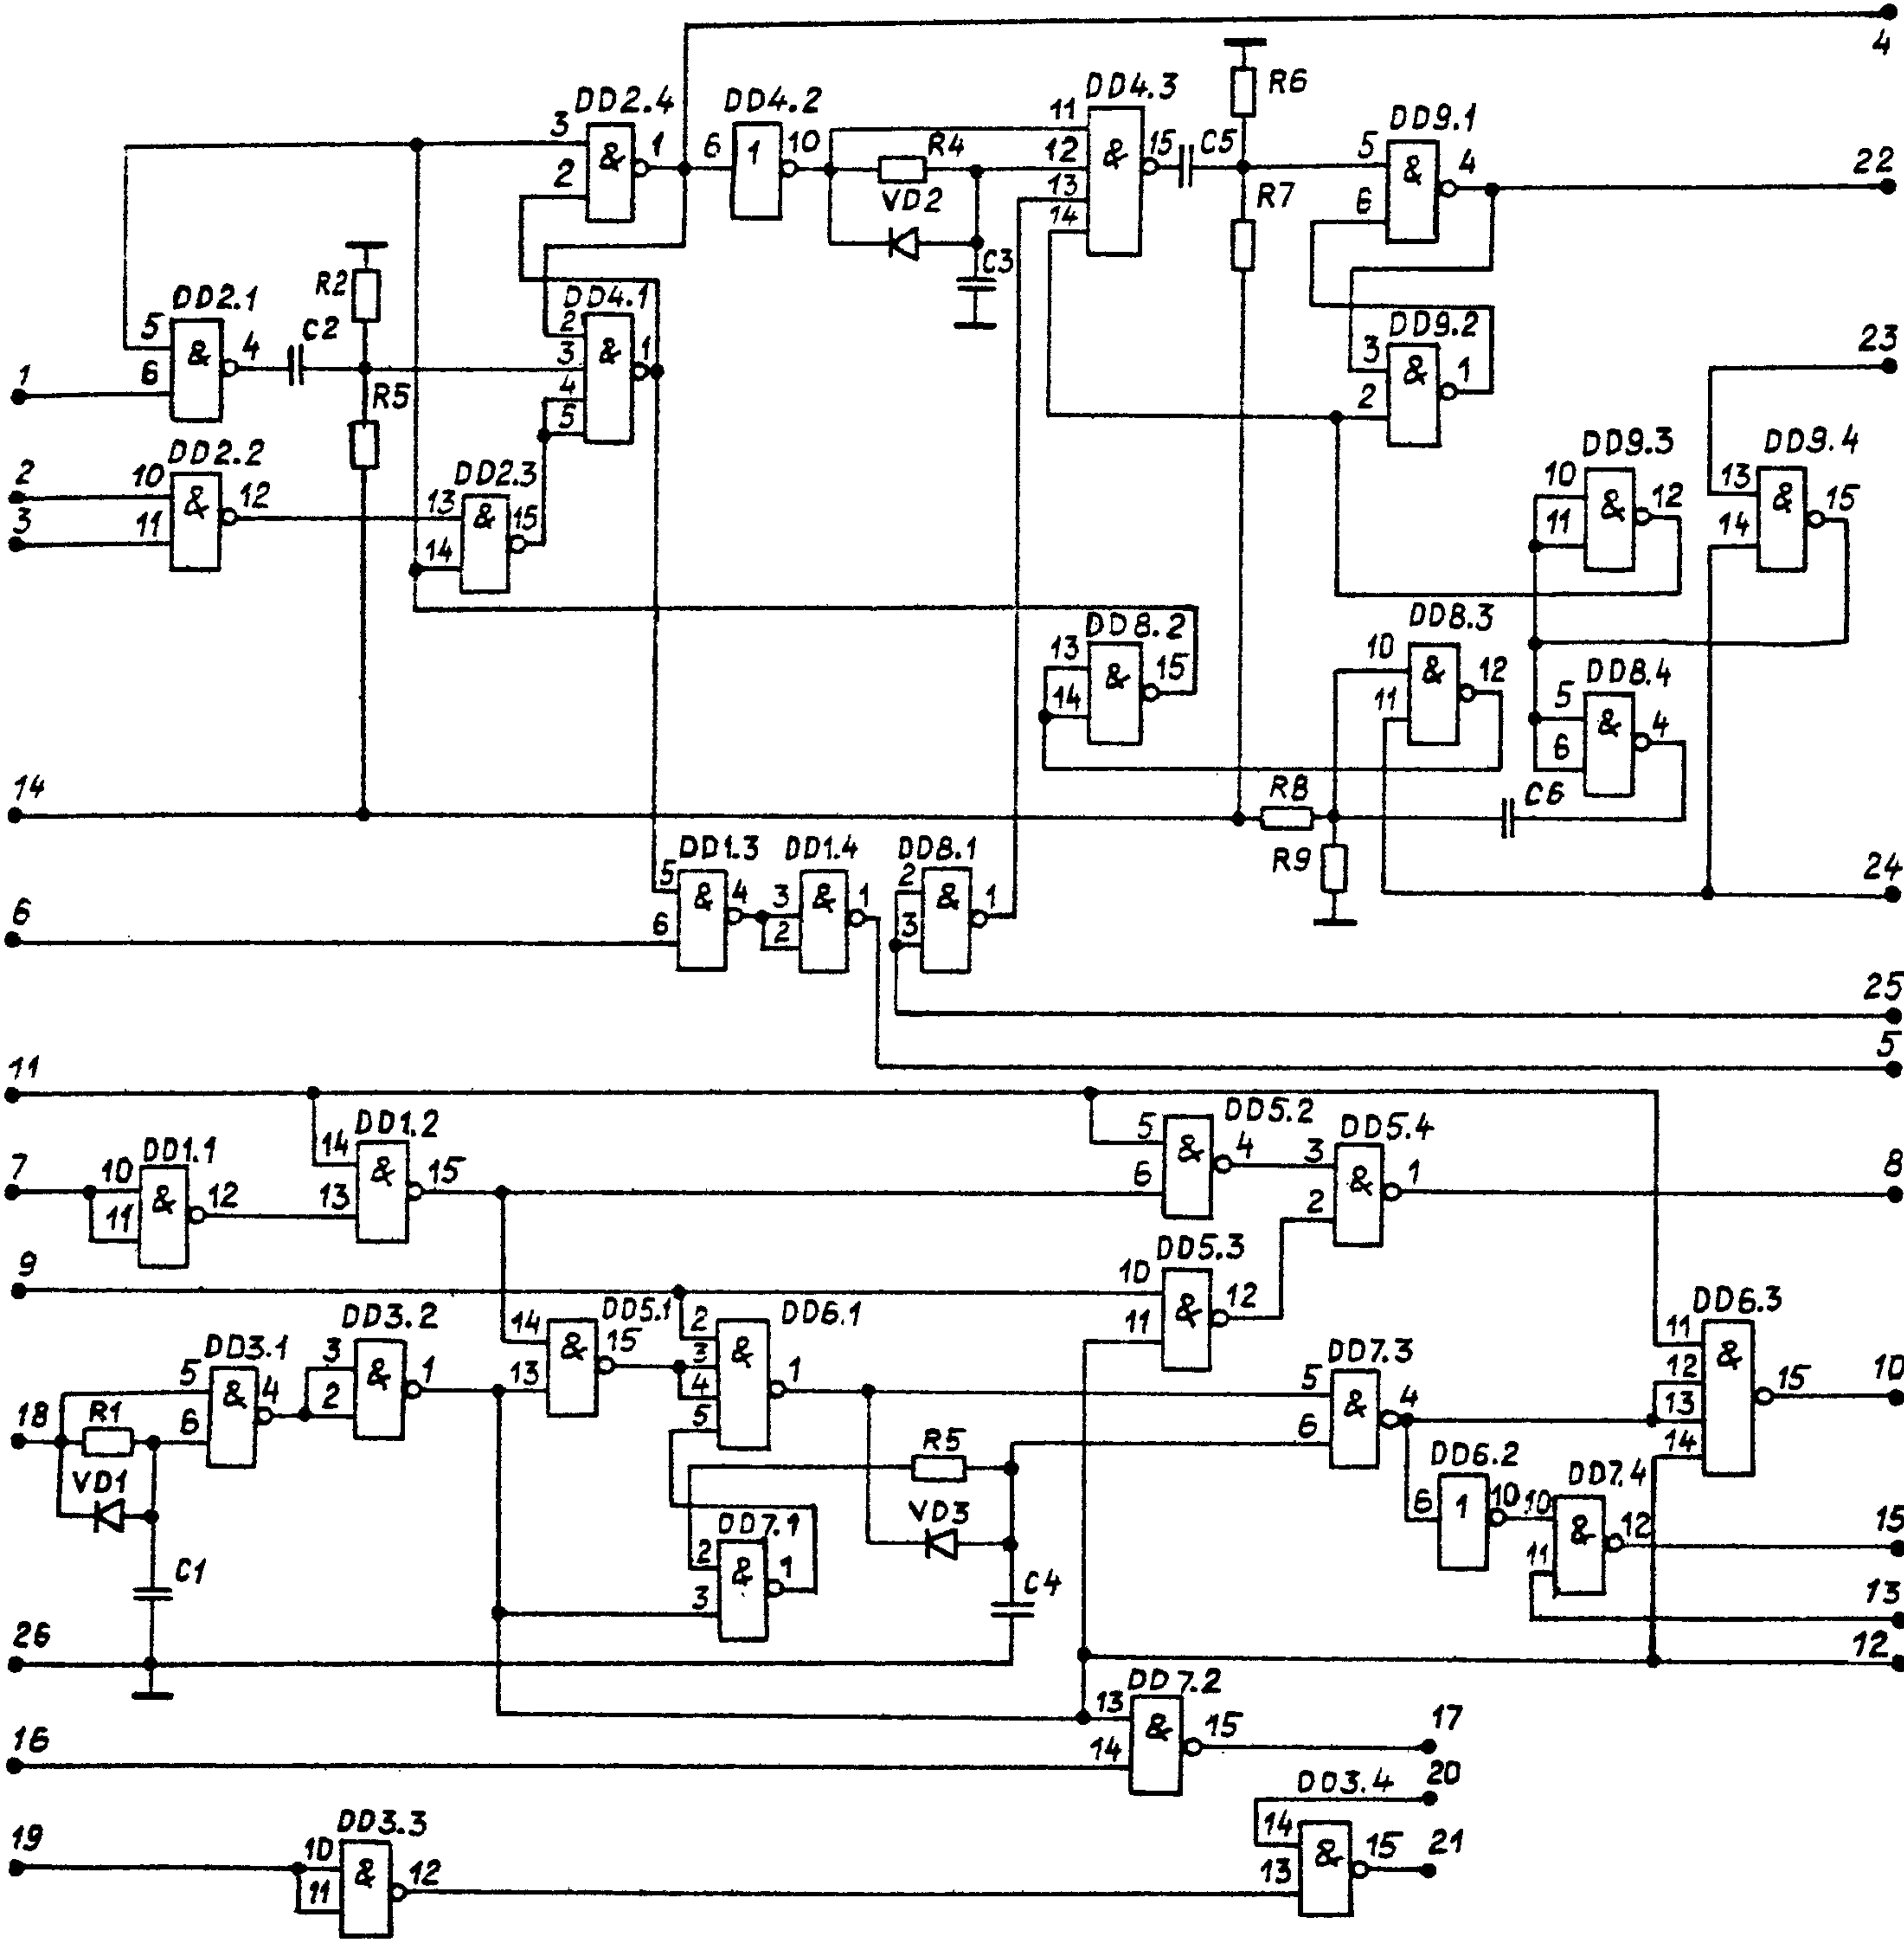 4
DD2.4 DD4.2 DD4.3 R6
3 & 1 6 1 10 R4 11 & 15 C5 DD9.1
2 VD2 12 R7 5 & 4 22
13 6
14
C3
R2 DD2.1 C2 DD4.1 DD9.2 23
5 & 4 2 & 1 3 & 1
1 6 R5 3 2
4
5
2 DD2.2 DD2.3 DD9.3 DD9.4
10 & 12 13 & 15 10 & 12 13 & 15
3 11 14 11 14
DD8.2 DD8.3 DD8.4
13 & 15 10 & 12 5 & 4
14 11 6
14 R8 C6
DD1.3 DD1.4 DD8.1 R9 24
5 & 4 3 & 1 2 & 1
6 6 2 3
25
5
11
DD1.1 DD1.2 DD5.2 DD5.4
7 10 & 12 14 & 15 5 & 4 3 & 1 8
11 13 6 2
9 DD5.3
10 & 12
11
DD3.1 DD3.2 DD5.1 DD6.1 DD7.3 DD6.3
5 & 4 3 & 1 14 & 15 2 & 1 5 & 4 11 & 15 10
18 R1 6 2 13 3 6 12
VD1 4 13
5 14
R5 DD6.2 DD7.4
VD3 6 1 10 10 & 12 15
DD7.1 11
C1 2 & 1 C4 13
3
26 12
DD7.2
13 & 15 17
16 14
DD3.4 20
DD3.3 14 & 15 21
19 10 & 12 13
11